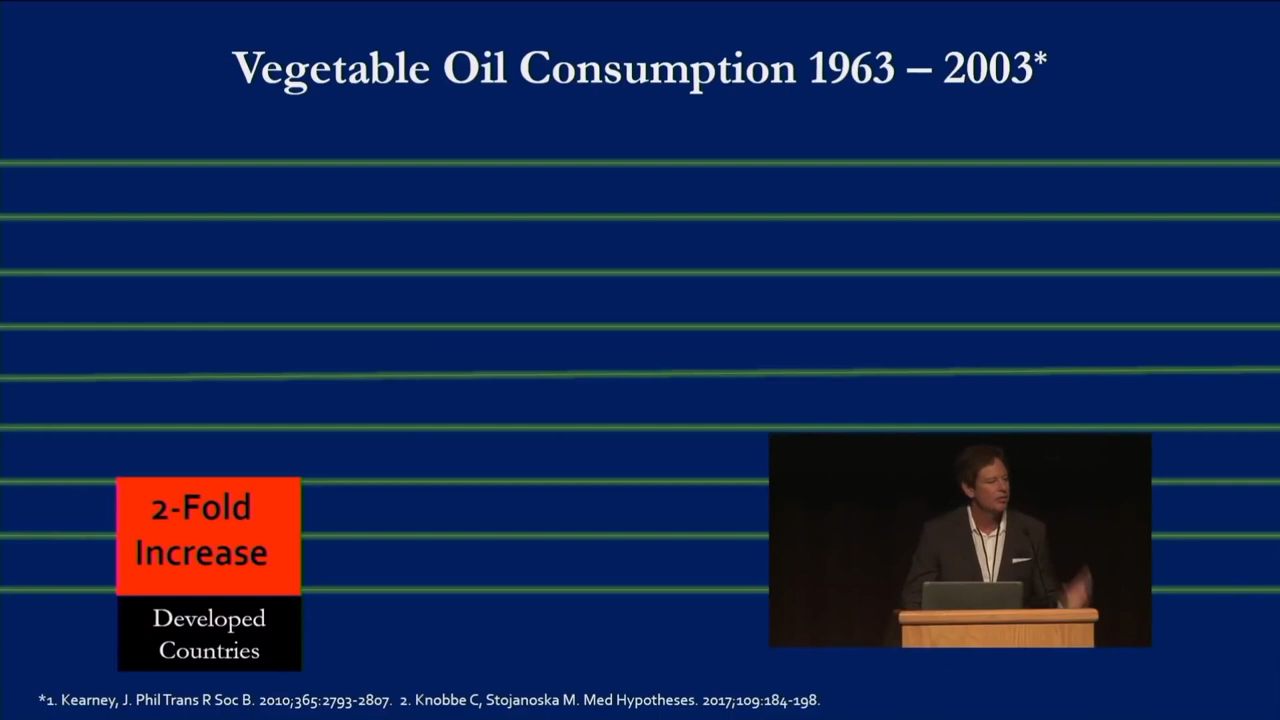 Vegetable Oil Consumption 1963 – 2003*
2-Fold
Increase
Developed
Countries
*1. Kearney, J. Phil Trans R Soc B. 2010;365:2793-2807. 2. Knobbe C, Stojanoska M. Med Hypotheses. 2017;109:184-198.